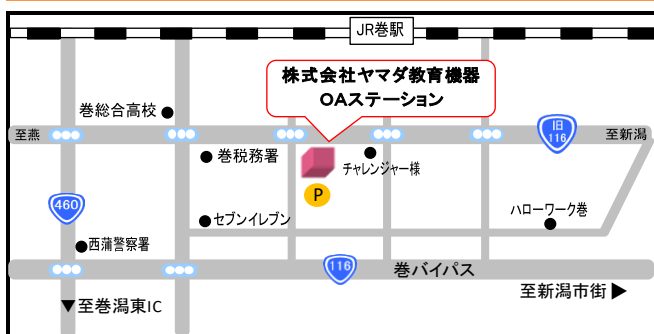 JR巻駅
株式会社ヤマダ教育機器
OAステーション
巻総合高校
至燕
旧
116
至新潟
巻税務署
チャレンジャー様
P
460
セブンイレブン
ハローワーク巻
西蒲警察署
116
巻バイパス
至新潟市街▶
▼至巻潟東IC